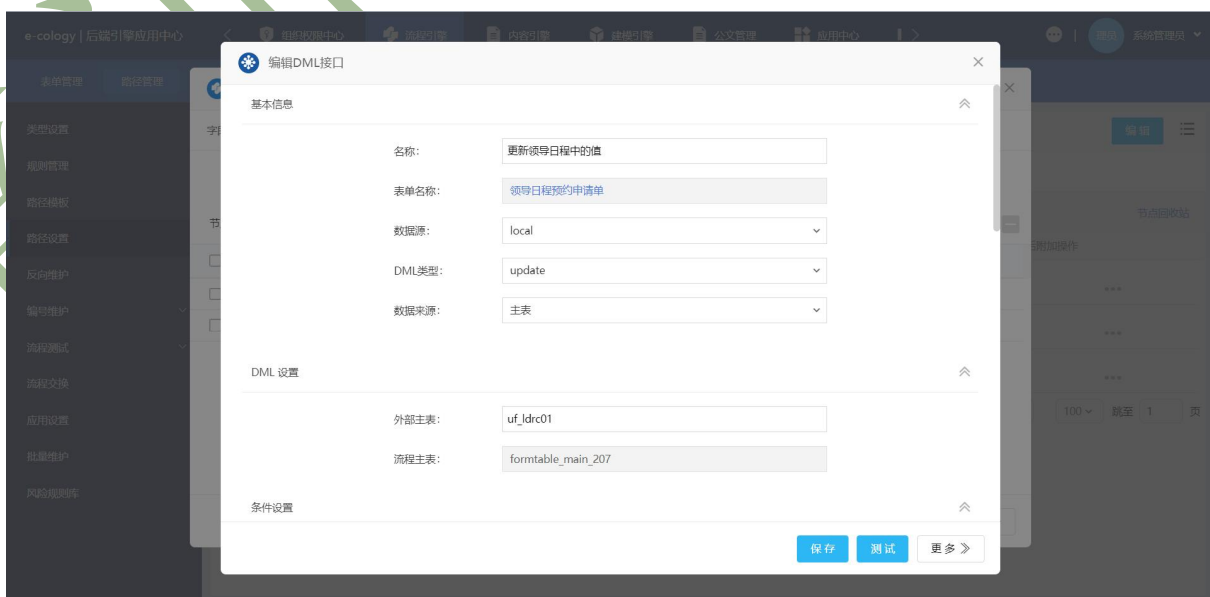 e-cology | 后端引擎应用中心 组织权限中心 流程引擎 内容引擎 建模引擎 公文管理 应用中心 系统管理员
编辑DML接口
表单管理 路径管理
基本信息
类型设置
规则管理
路径模板
路径设置
反向维护
编号维护
流程测试
流程交换
应用设置
批量维护
风险规则库
编辑
节点回收站
名称: 更新领导日程中的值
表单名称: 领导日程预约申请单
数据源: local
DML类型: update
数据来源: 主表
DML 设置
外部主表: uf_ldrc01
流程主表: formtable_main_207
100 跳至 1 页
条件设置
保存 测试 更多